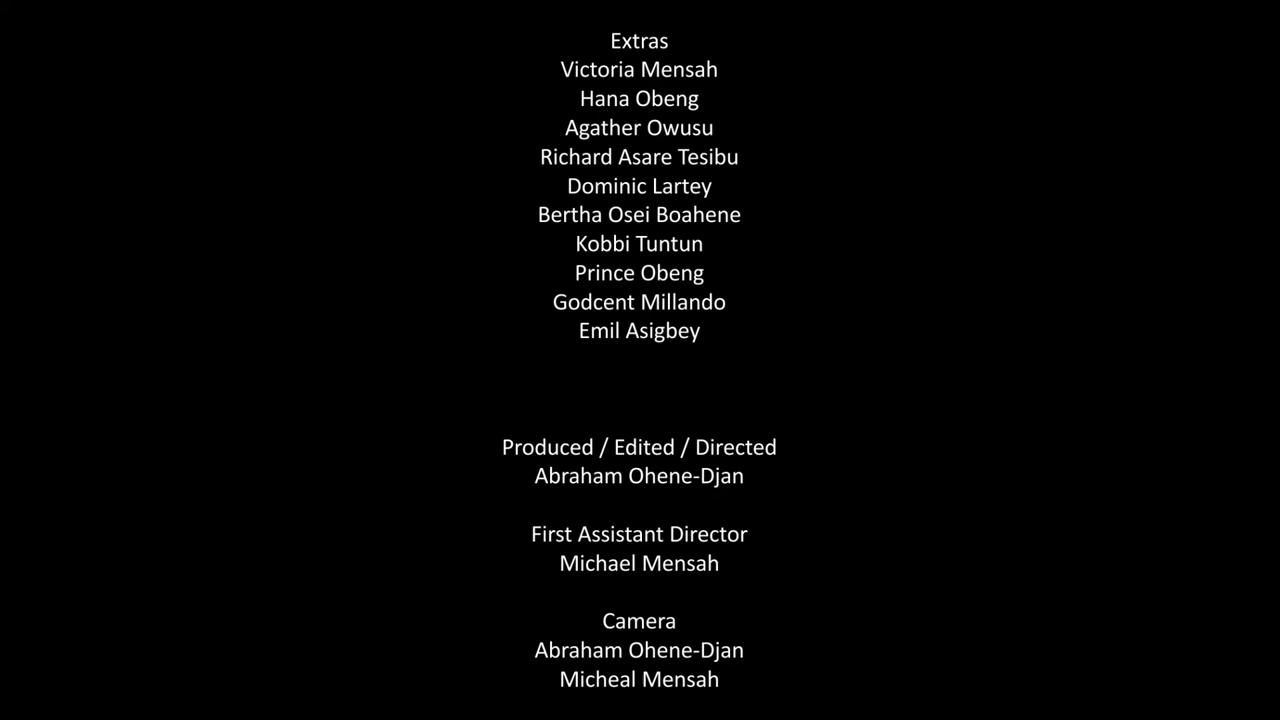 Extras
Victoria Mensah
Hana Obeng
Agather Owusu
Richard Asare Tesibu
Dominic Lartey
Bertha Osei Boahene
Kobbi Tuntun
Prince Obeng
Godcent Millando
Emil Asigbey
Produced / Edited / Directed
Abraham Ohene-Djan
First Assistant Director
Michael Mensah
Camera
Abraham Ohene-Djan
Micheal Mensah